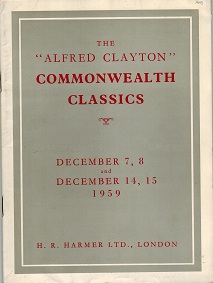 THE
"ALFRED CLAYTON"
COMMONWEALTH
CLASSICS
DECEMBER 7, 8
and
DECEMBER 14, 15
1959
H. R. HARMER LTD., LONDON